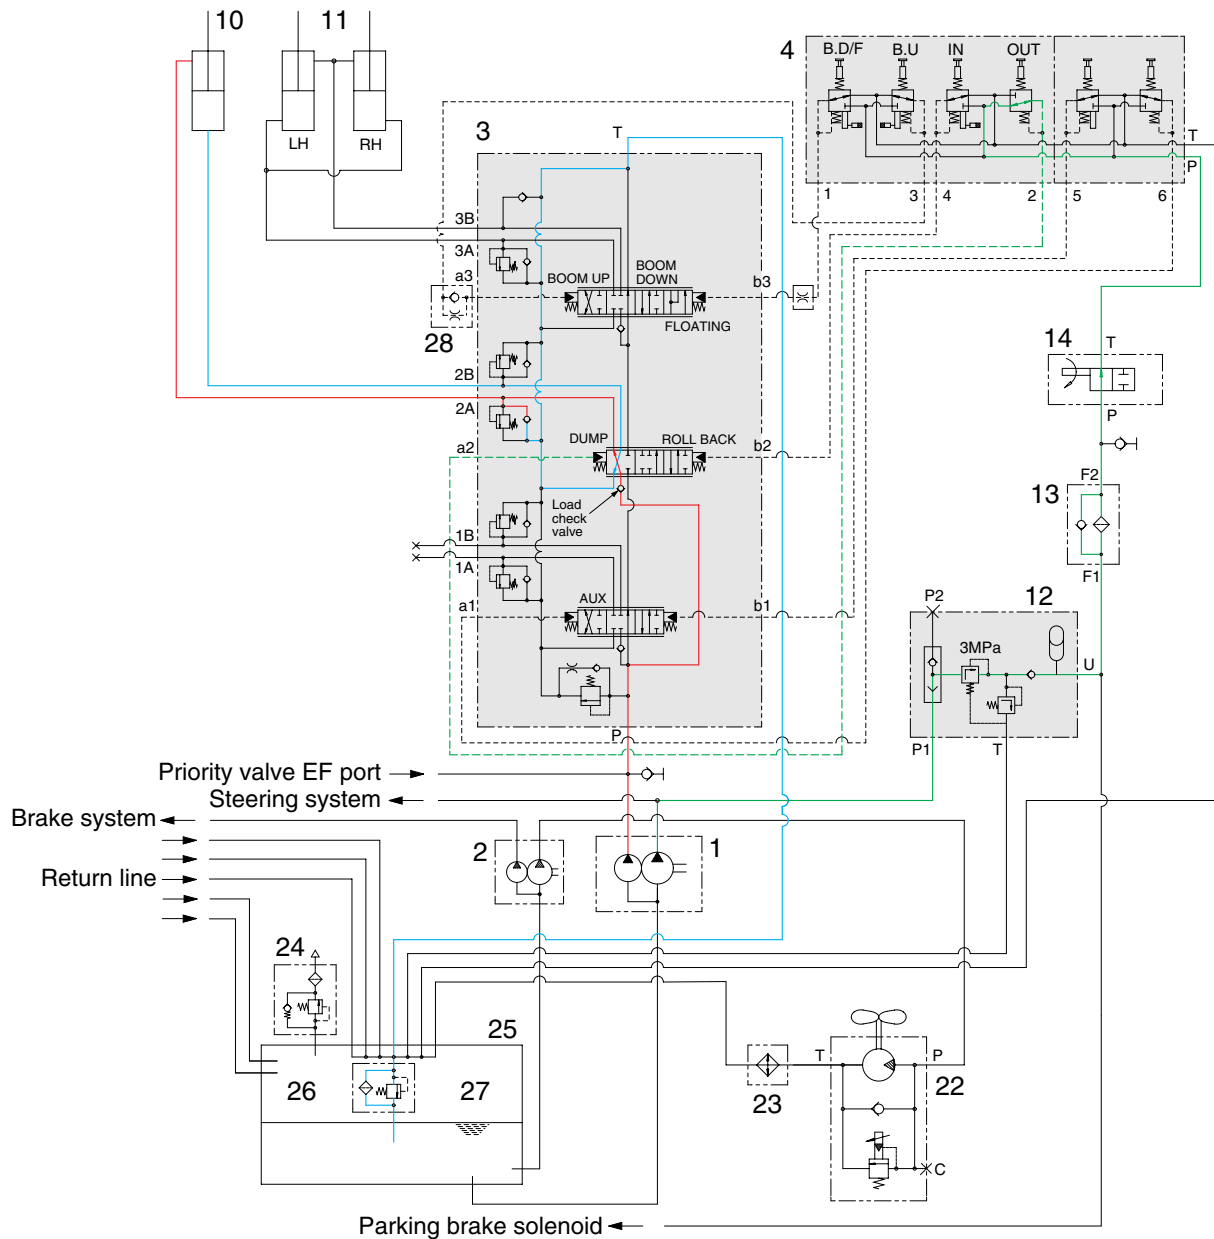 10
11
4
B.D/F
B.U
IN
OUT
T
P
1
3
4
2
5
6
LH
RH
3
T
3B
3A
a3
BOOM UP
BOOM
DOWN
b3
FLOATING
28
14
T
P
2B
2A
DUMP
ROLL BACK
a2
b2
F2
13
Load
check
valve
1B
1A
F1
AUX
a1
b1
P2
12
3MPa
U
P
P1
T
Priority valve EF port
Steering system
Brake system
2
1
Return line
24
25
26
27
T
P
22
23
C
Parking brake solenoid